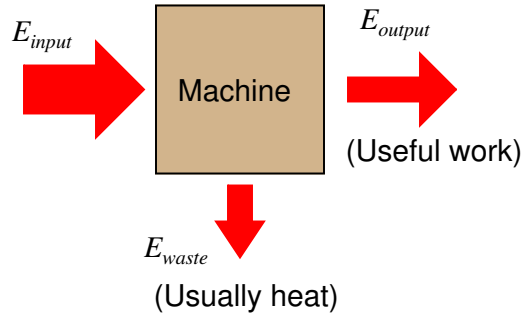 E_input
E_output
Machine
(Useful work)
E_waste
(Usually heat)